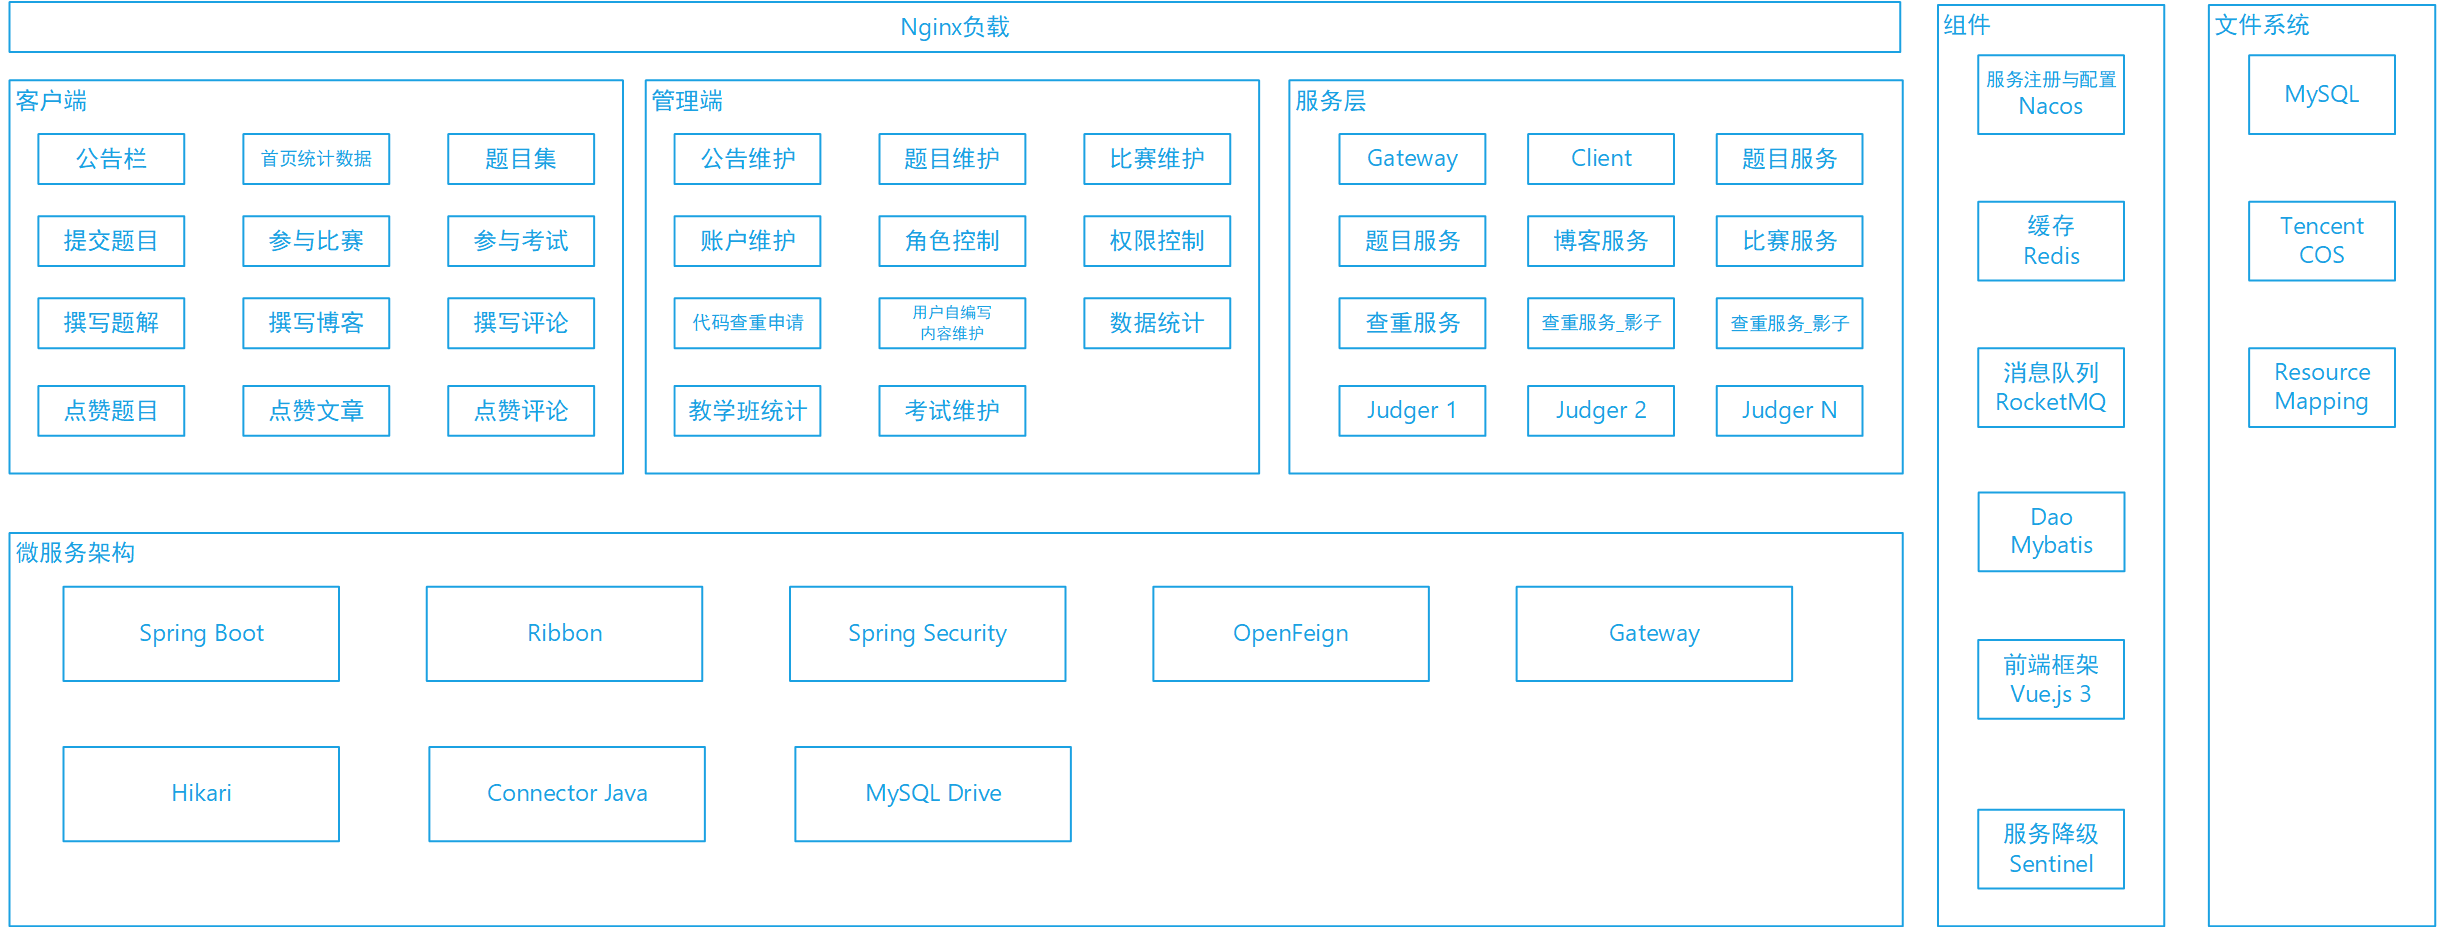 Nginx负载
客户端
公告栏
首页统计数据
题目集
提交题目
参与比赛
参与考试
撰写题解
撰写博客
撰写评论
点赞题目
点赞文章
点赞评论
管理端
公告维护
题目维护
比赛维护
账户维护
角色控制
权限控制
代码查重申请
用户自编写
内容维护
数据统计
教学班统计
考试维护
服务层
Gateway
Client
题目服务
题目服务
博客服务
比赛服务
查重服务
查重服务_影子
查重服务_影子
Judger 1
Judger 2
Judger N
微服务架构
Spring Boot
Ribbon
Spring Security
OpenFeign
Gateway
Hikari
Connector Java
MySQL Drive
组件
服务注册与配置
Nacos
缓存
Redis
消息队列
RocketMQ
Dao
Mybatis
前端框架
Vue.js 3
服务降级
Sentinel
文件系统
MySQL
Tencent
COS
Resource
Mapping